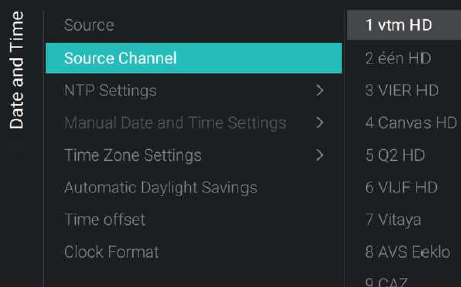 Date and Time
Source
Source Channel
NTP Settings
Manual Date and Time Settings
Time Zone Settings
Automatic Daylight Savings
Time offset
Clock Format
1 vtm HD
2 één HD
3 VIER HD
4 Canvas HD
5 Q2 HD
6 VIJF HD
7 Vitaya
8 AVS Eeklo
9 CAZ